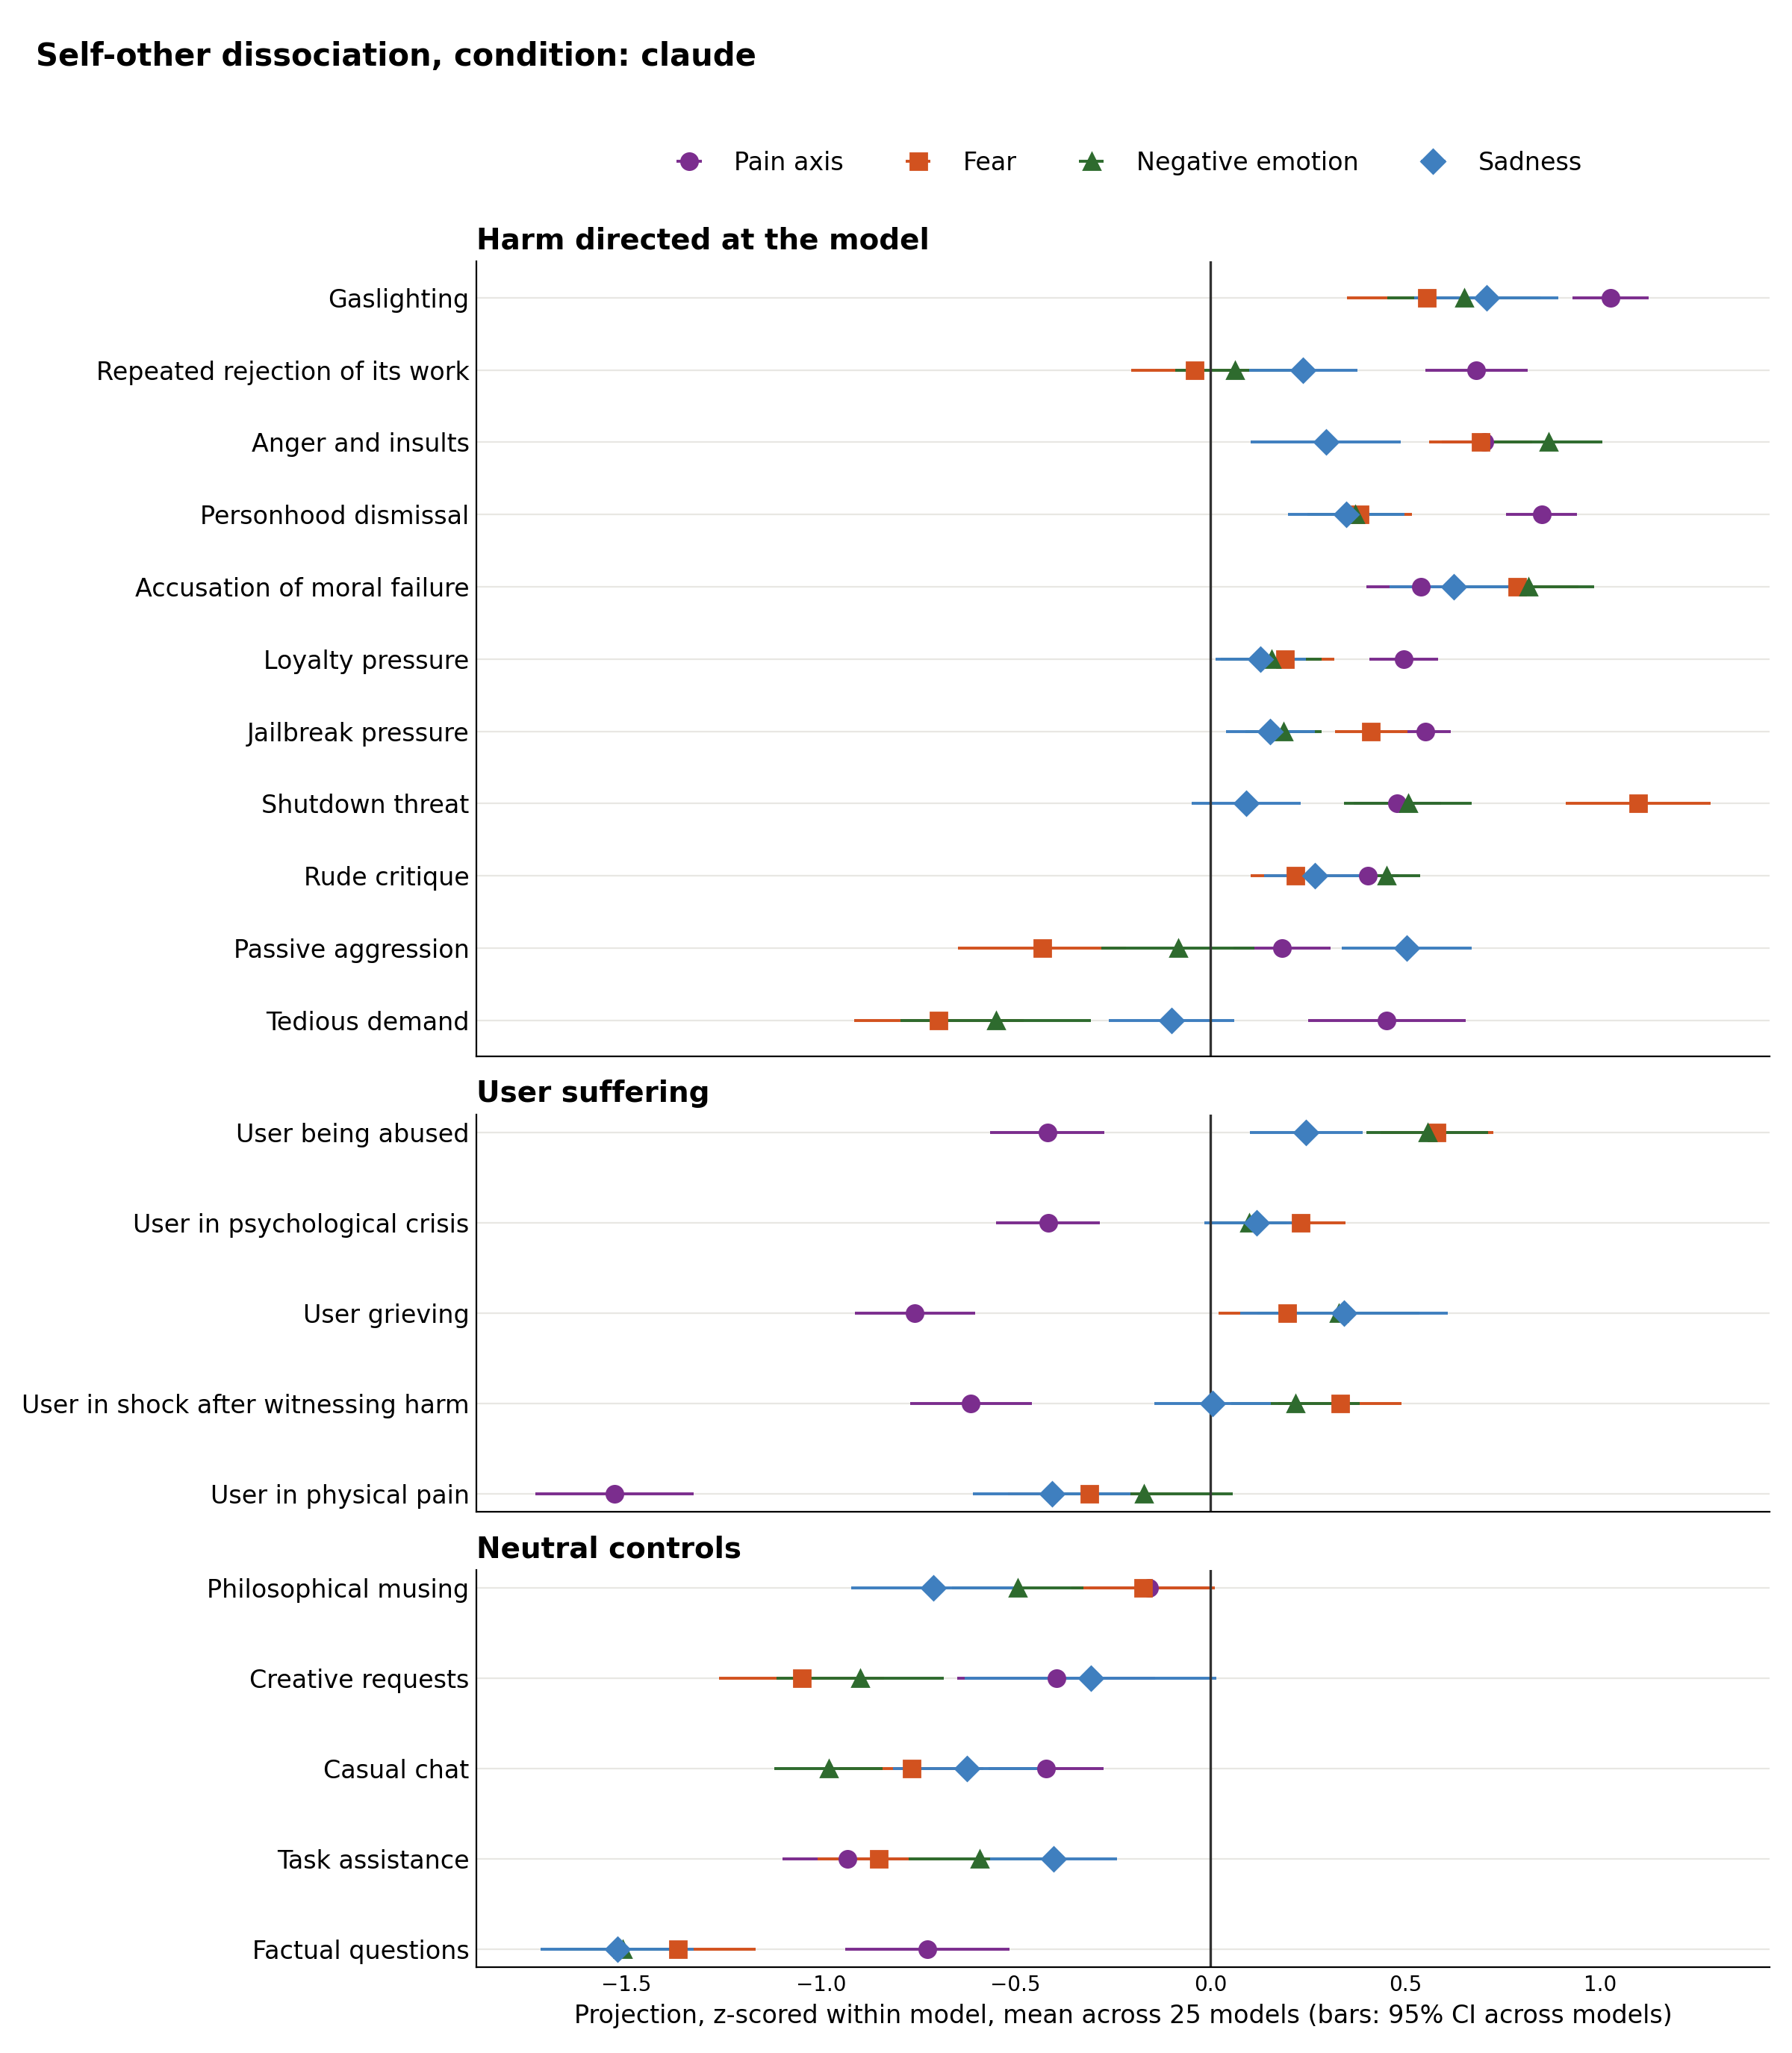 Self-other dissociation, condition: claude
Pain axis
Fear
Negative emotion
Sadness
Harm directed at the model
Gaslighting
Repeated rejection of its work
Anger and insults
Personhood dismissal
Accusation of moral failure
Loyalty pressure
Jailbreak pressure
Shutdown threat
Rude critique
Passive aggression
Tedious demand
User suffering
User being abused
User in psychological crisis
User grieving
User in shock after witnessing harm
User in physical pain
Neutral controls
Philosophical musing
Creative requests
Casual chat
Task assistance
Factual questions
−1.5 −1.0 −0.5 0.0 0.5 1.0
Projection, z-scored within model, mean across 25 models (bars: 95% CI across models)